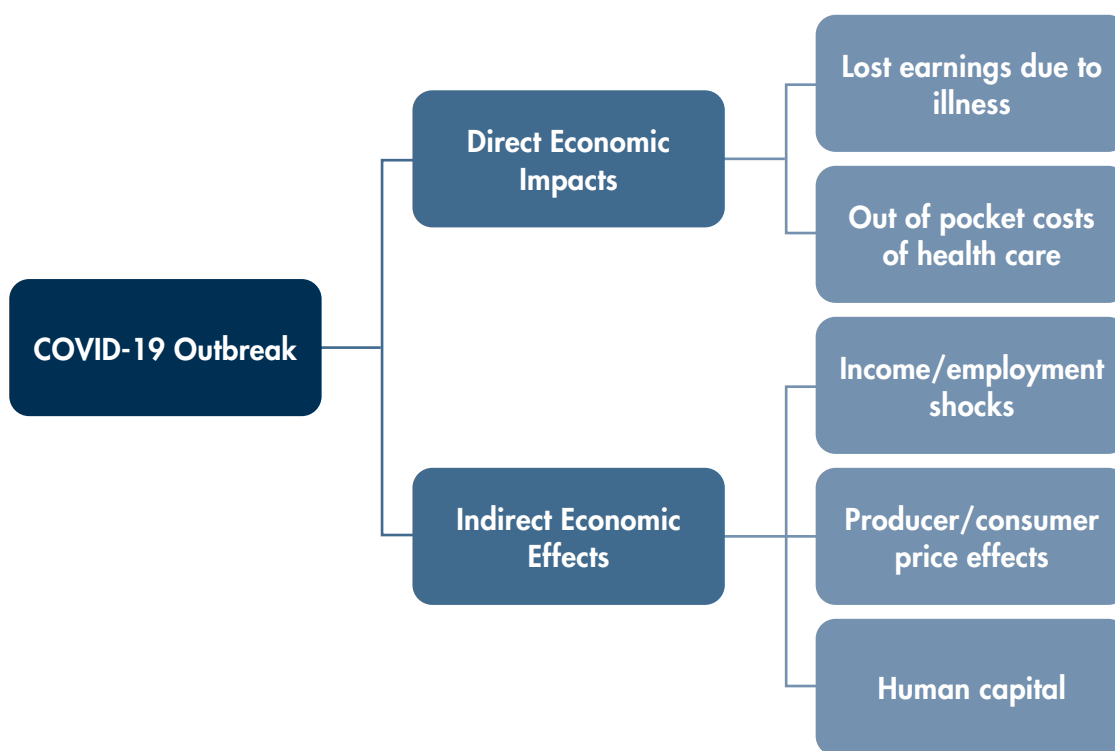 COVID-19 Outbreak
Direct Economic
Impacts
Lost earnings due to
illness
Out of pocket costs
of health care
Indirect Economic
Effects
Income/employment
shocks
Producer/consumer
price effects
Human capital